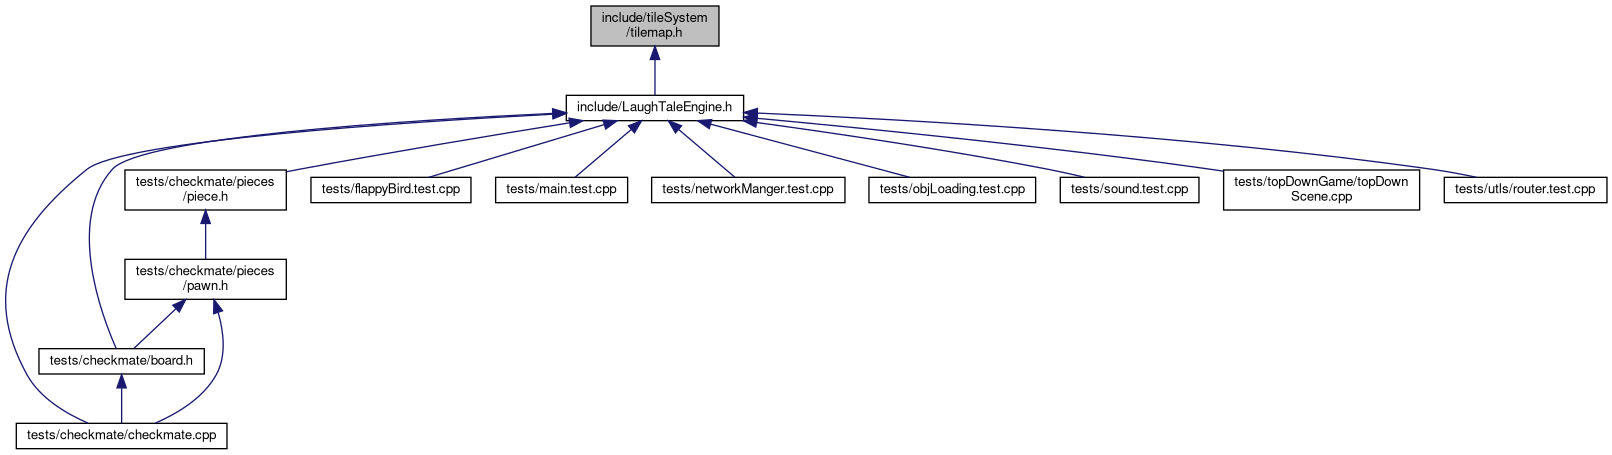 include/tileSystem
/tilemap.h
include/LaughTaleEngine.h
tests/checkmate/pieces
/piece.h
tests/flappyBird.test.cpp
tests/main.test.cpp
tests/networkManger.test.cpp
tests/objLoading.test.cpp
tests/sound.test.cpp
tests/topDownGame/topDown
Scene.cpp
tests/utls/router.test.cpp
tests/checkmate/pieces
/pawn.h
tests/checkmate/board.h
tests/checkmate/checkmate.cpp